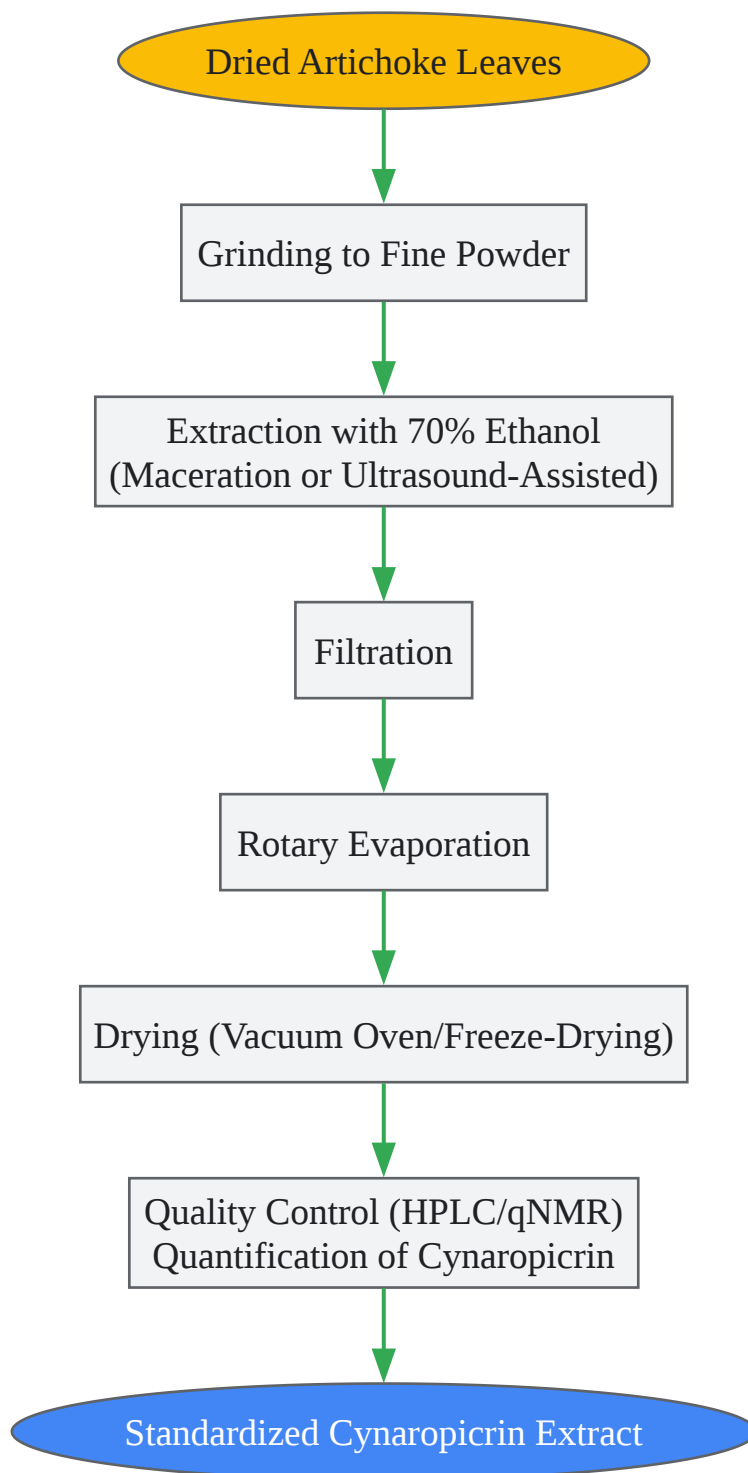 Dried Artichoke Leaves
Grinding to Fine Powder
Extraction with 70% Ethanol
(Maceration or Ultrasound-Assisted)
Filtration
Rotary Evaporation
Drying (Vacuum Oven/Freeze-Drying)
Quality Control (HPLC/qNMR)
Quantification of Cynaropicrin
Standardized Cynaropicrin Extract